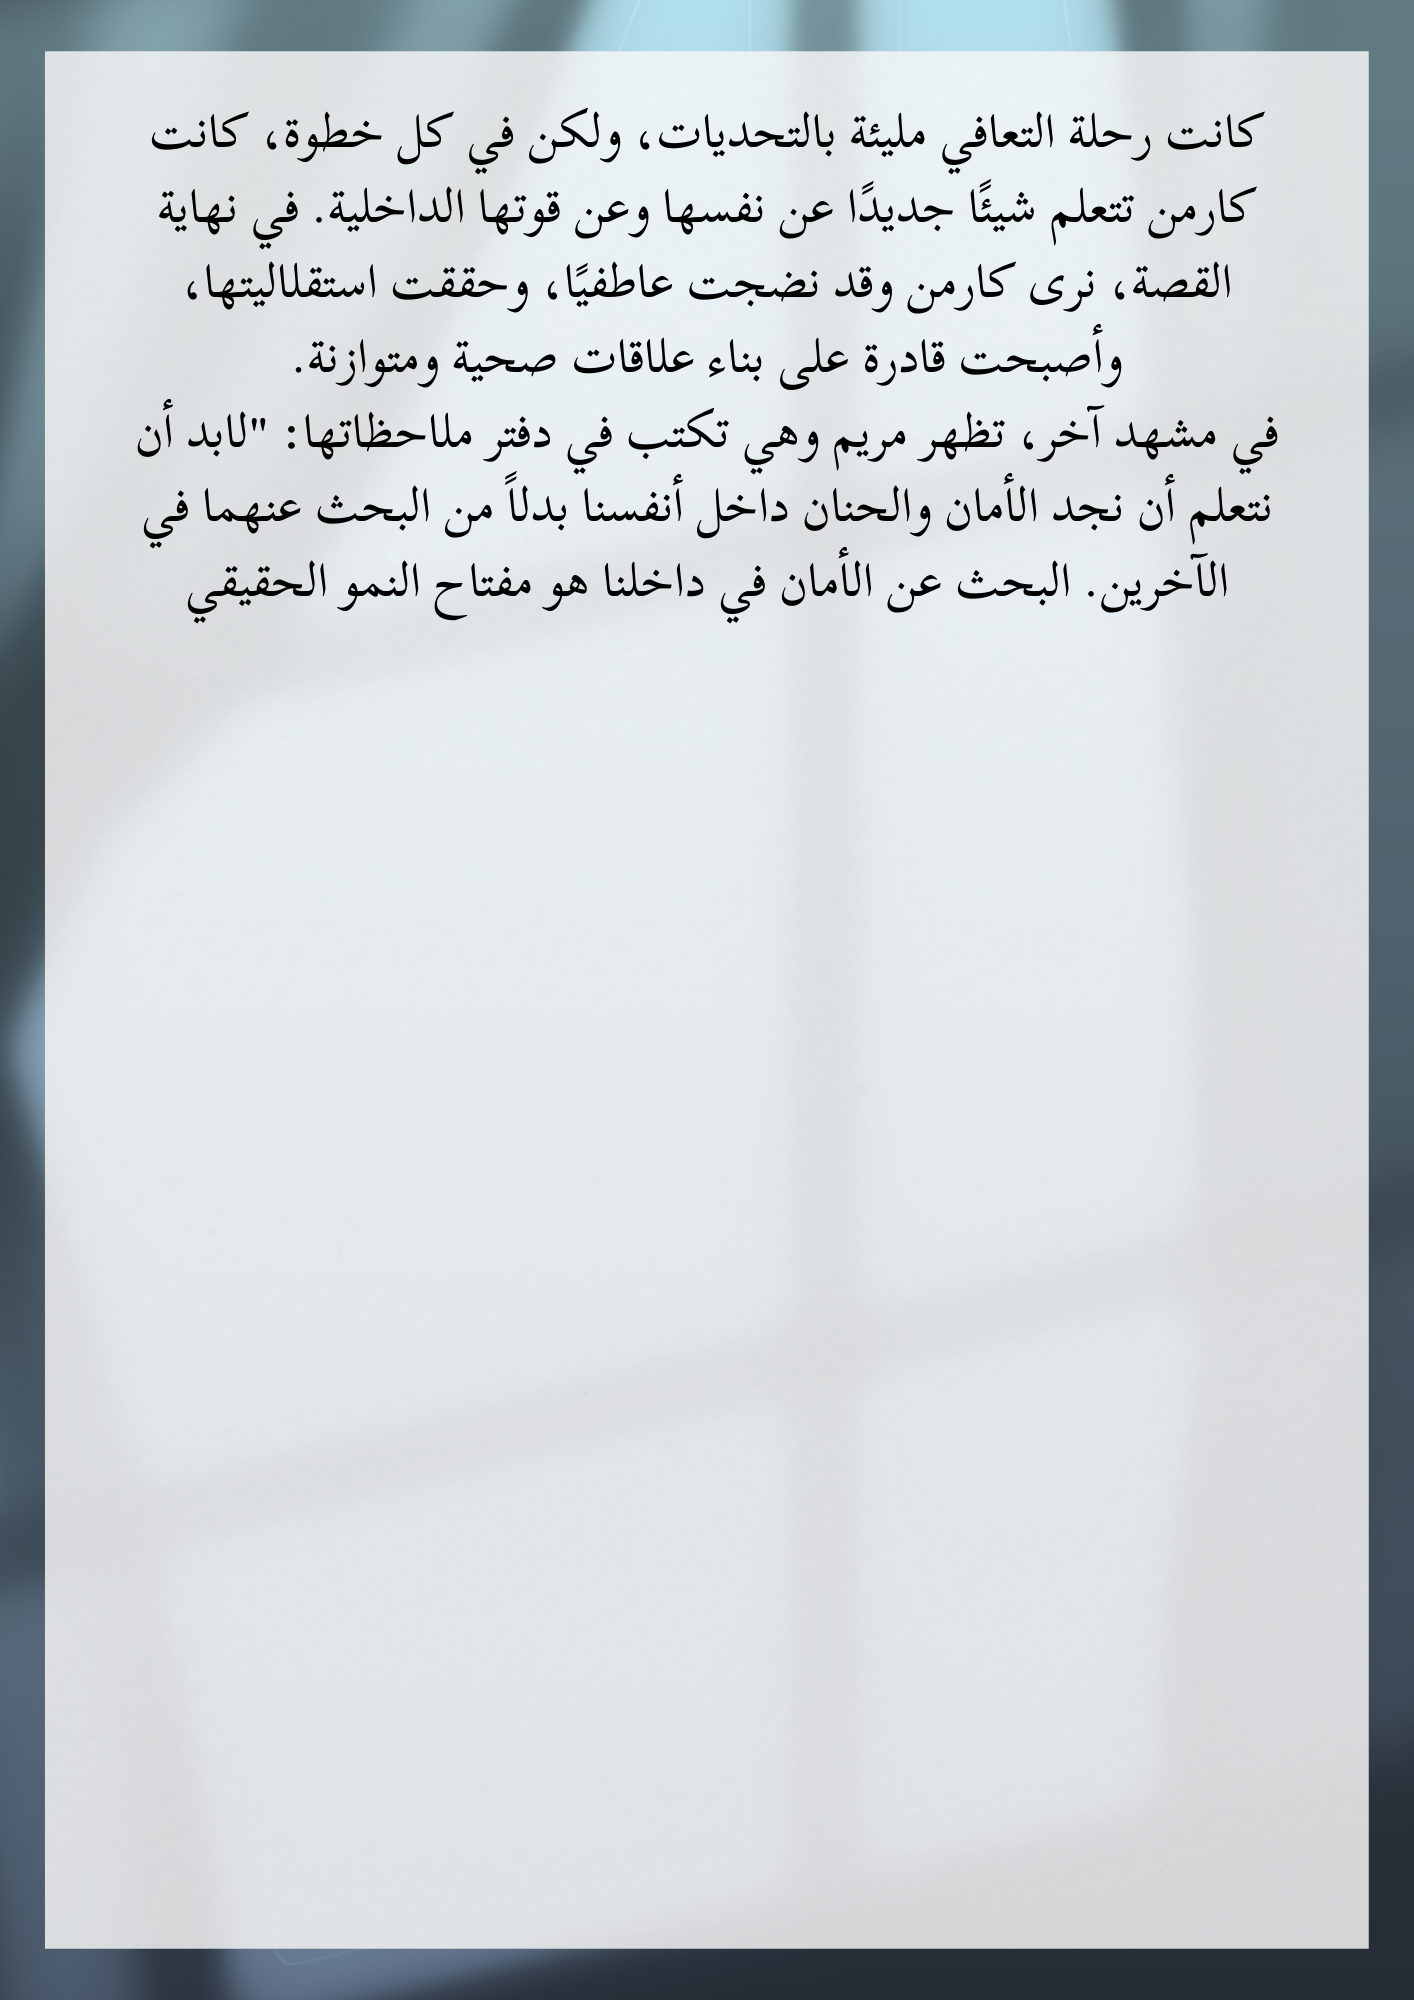 كانت رحلة التعافي مليئة بالتحديات، ولكن في كل خطوة، كانت
كارمن تتعلم شيئًا جديدًا عن نفسها وعن قوتها الداخلية. في نهاية
القصة، نرى كارمن وقد نضجت عاطفيًا، وحققت استقلاليتها،
وأصبحت قادرة على بناء علاقات صحية ومتوازنة.
في مشهد آخر، تظهر مريم وهي تكتب في دفتر ملاحظاتها: "لابد أن
نتعلم أن نجد الأمان والحنان داخل أنفسنا بدلاً من البحث عنهما في
الآخرين. البحث عن الأمان في داخلنا هو مفتاح النمو الحقيقي